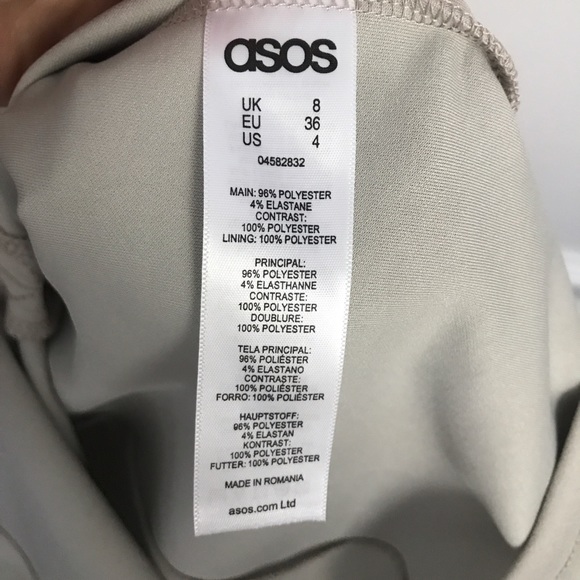 asos
UK 8
EU 36
US 4
04582832
MAIN: 96% POLYESTER
4% ELASTANE
CONTRAST:
100% POLYESTER
LINING: 100% POLYESTER
PRINCIPAL:
96% POLYESTER
4% ELASTHANNE
CONTRASTE:
100% POLYESTER
DOUBLURE:
100% POLYESTER
TELA PRINCIPAL:
96% POLIÉSTER
4% ELASTANO
CONTRASTE:
100% POLIÉSTER
FORRO: 100% POLIÉSTER
HAUPTSTOFF:
96% POLYESTER
4% ELASTAN
KONTRAST:
100% POLYESTER
FUTTER: 100% POLYESTER
MADE IN ROMANIA
asos.com Ltd